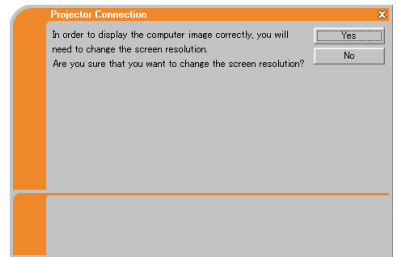 Projector Connection
In order to display the computer image correctly, you will
need to change the screen resolution.
Are you sure that you want to change the screen resolution?
Yes
No